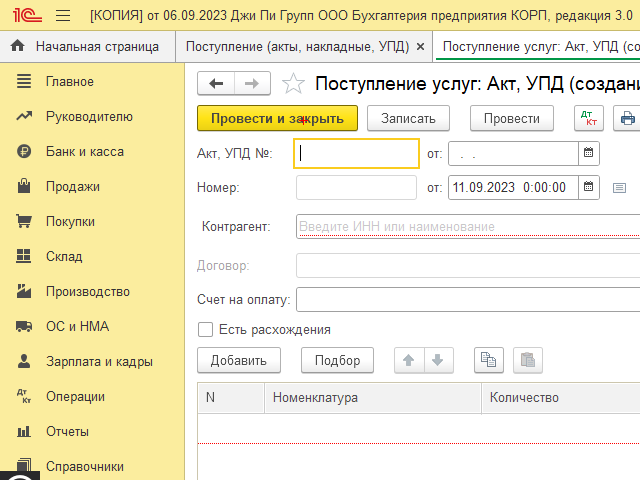 1С [КОПИЯ] от 06.09.2023 Джи Пи Групп ООО Бухгалтерия предприятия КОРП, редакция 3.0
Начальная страница Поступление (акты, накладные, УПД) × Поступление услуг: Акт, УПД (со
Главное
Руководителю
Банк и касса
Продажи
Покупки
Склад
Производство
ОС и НМА
Зарплата и кадры
Дт Кт Операции
Отчеты
Справочники
Поступление услуг: Акт, УПД (создани
Провести и закрыть Записать Провести Дт Кт
Акт, УПД №: от: . .
Номер: от: 11.09.2023 0:00:00
Контрагент: Введите ИНН или наименование
Договор:
Счет на оплату:
Есть расхождения
Добавить Подбор
N Номенклатура Количество